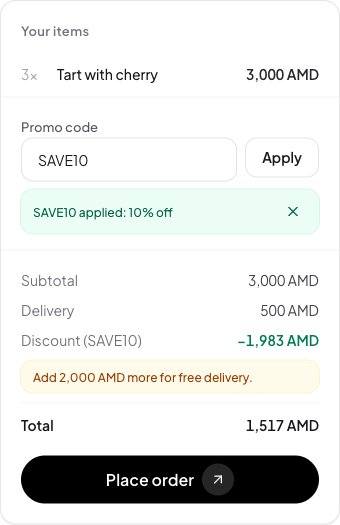 Your items
3× Tart with cherry 3,000 AMD
Promo code
SAVE10 Apply
SAVE10 applied: 10% off ×
Subtotal 3,000 AMD
Delivery 500 AMD
Discount (SAVE10) −1,983 AMD
Add 2,000 AMD more for free delivery.
Total 1,517 AMD
Place order